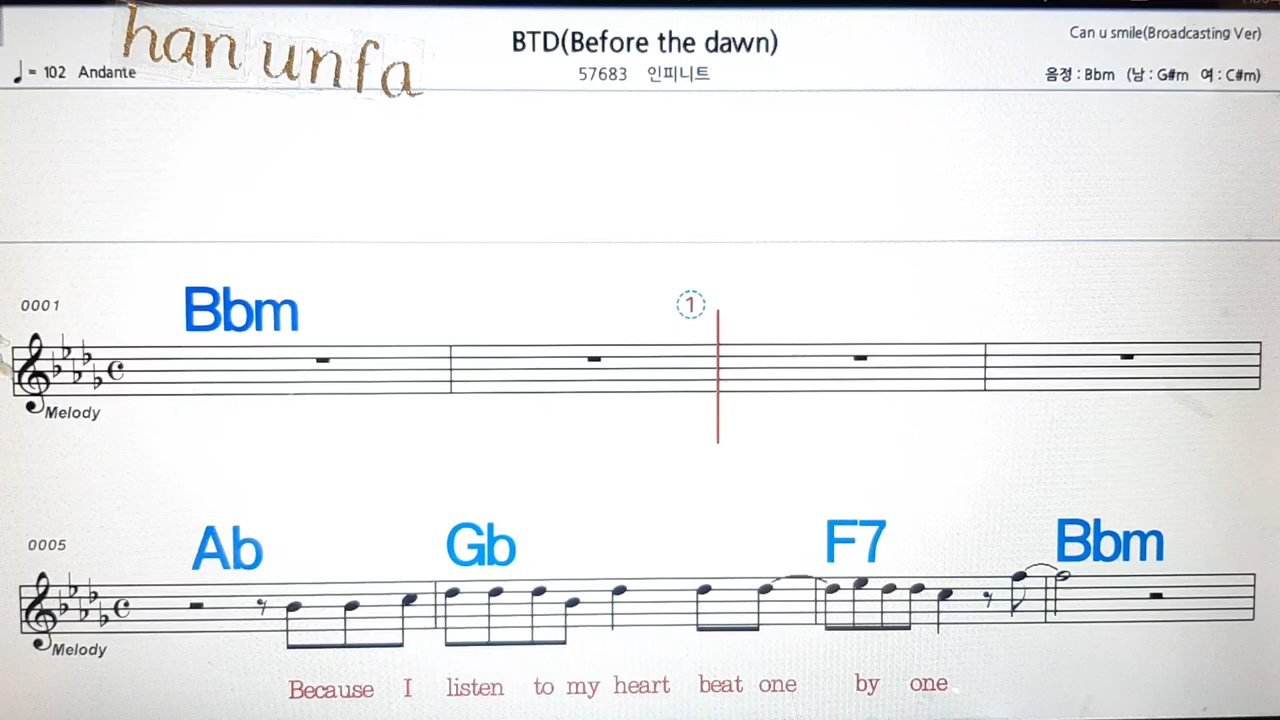 han unfa
BTD(Before the dawn)
Can u smile(Broadcasting Ver)
= 102 Andante
57683 인피니트
음정 : Bbm (남 : G#m 여 : C#m)
0001
Bbm
1
Melody
0005
Ab Gb F7 Bbm
Melody
Because I listen to my heart beat one by one